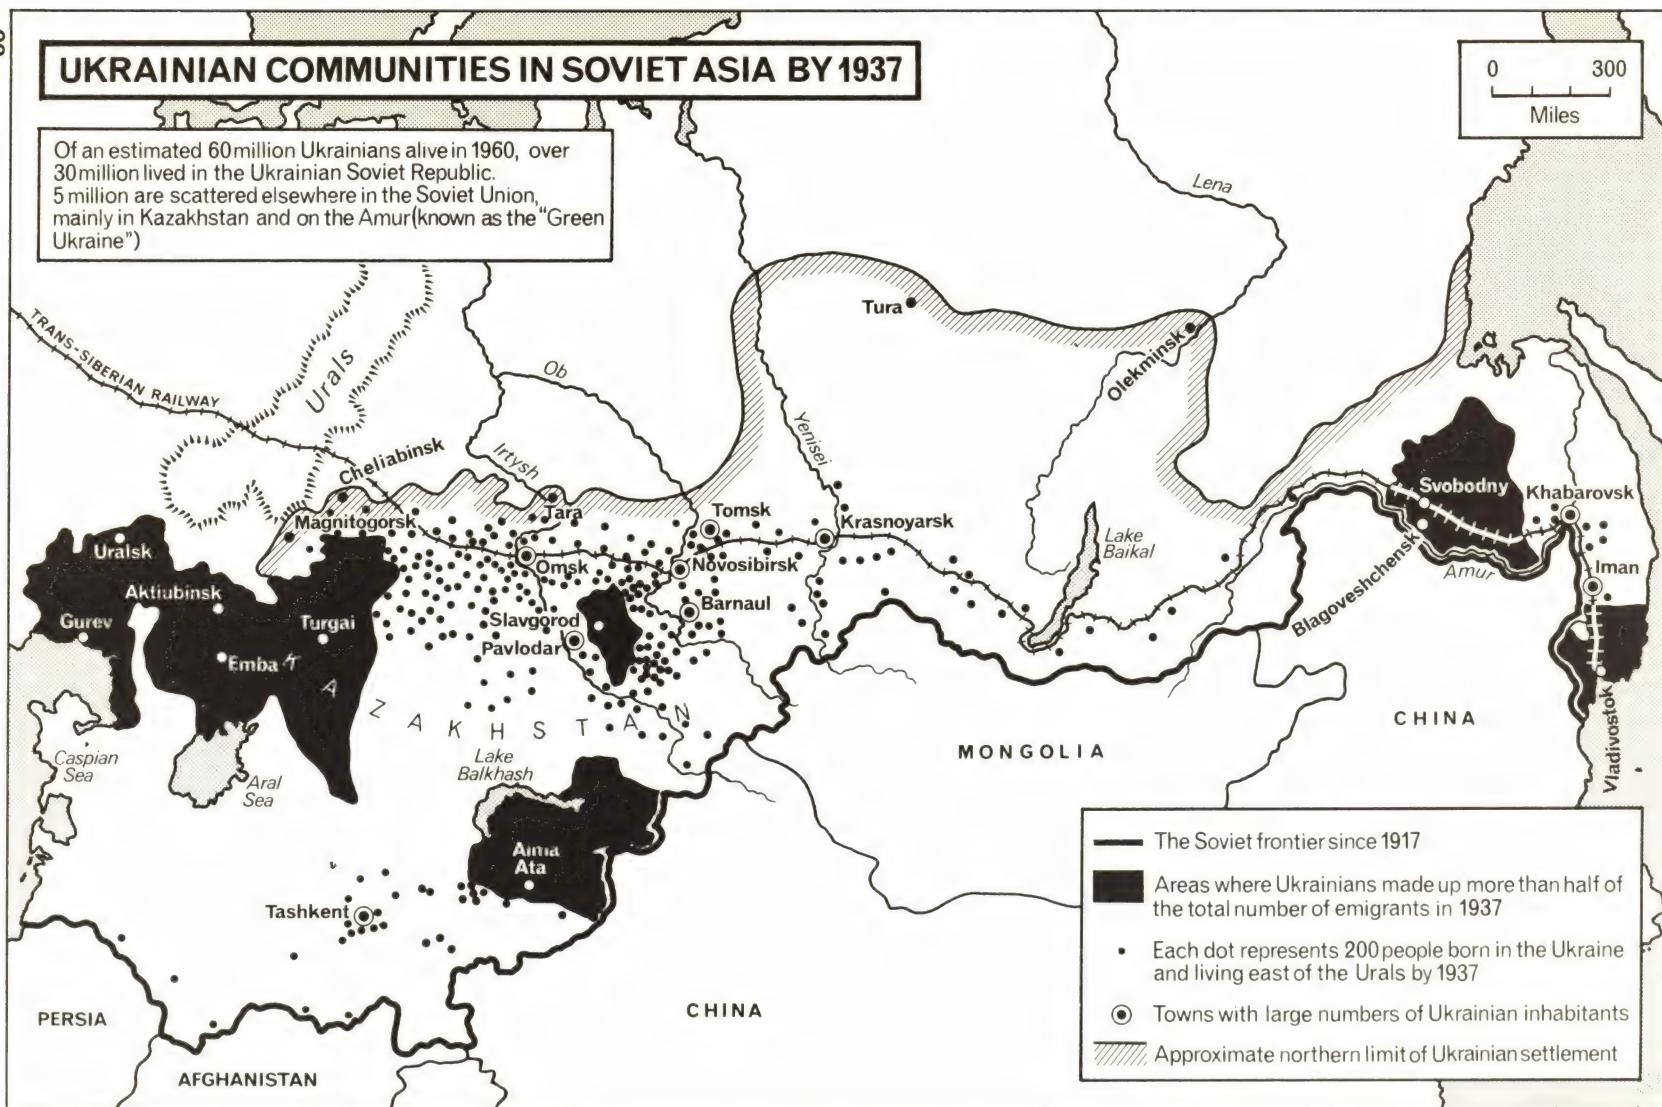 UKRAINIAN COMMUNITIES IN SOVIET ASIA BY 1937
0 300
Miles
Of an estimated 60 million Ukrainians alive in 1960, over
30 million lived in the Ukrainian Soviet Republic.
5 million are scattered elsewhere in the Soviet Union,
mainly in Kazakhstan and on the Amur (known as the "Green
Ukraine")
Lena
Tura
TRANS-SIBERIAN RAILWAY
Urals
Ob
Olekminsk
Yenisei
Irtysh
Cheliabinsk
Magnitogorsk
Tara
Tomsk
Krasnoyarsk
Lake
Baikal
Svobodny
Khabarovsk
Uralsk
Omsk
Novosibirsk
Blagoveshchensk
Amur
Iman
Aktiubinsk
Gurev
Turgai
Slavgorod
Barnaul
Pavlodar
Emba
KAZAKHSTAN
Caspian
Sea
Aral
Sea
Lake
Balkhash
MONGOLIA
CHINA
Vladivostok
Alma
Ata
Tashkent
PERSIA
AFGHANISTAN
CHINA
The Soviet frontier since 1917
Areas where Ukrainians made up more than half of
the total number of emigrants in 1937
Each dot represents 200 people born in the Ukraine
and living east of the Urals by 1937
Towns with large numbers of Ukrainian inhabitants
Approximate northern limit of Ukrainian settlement